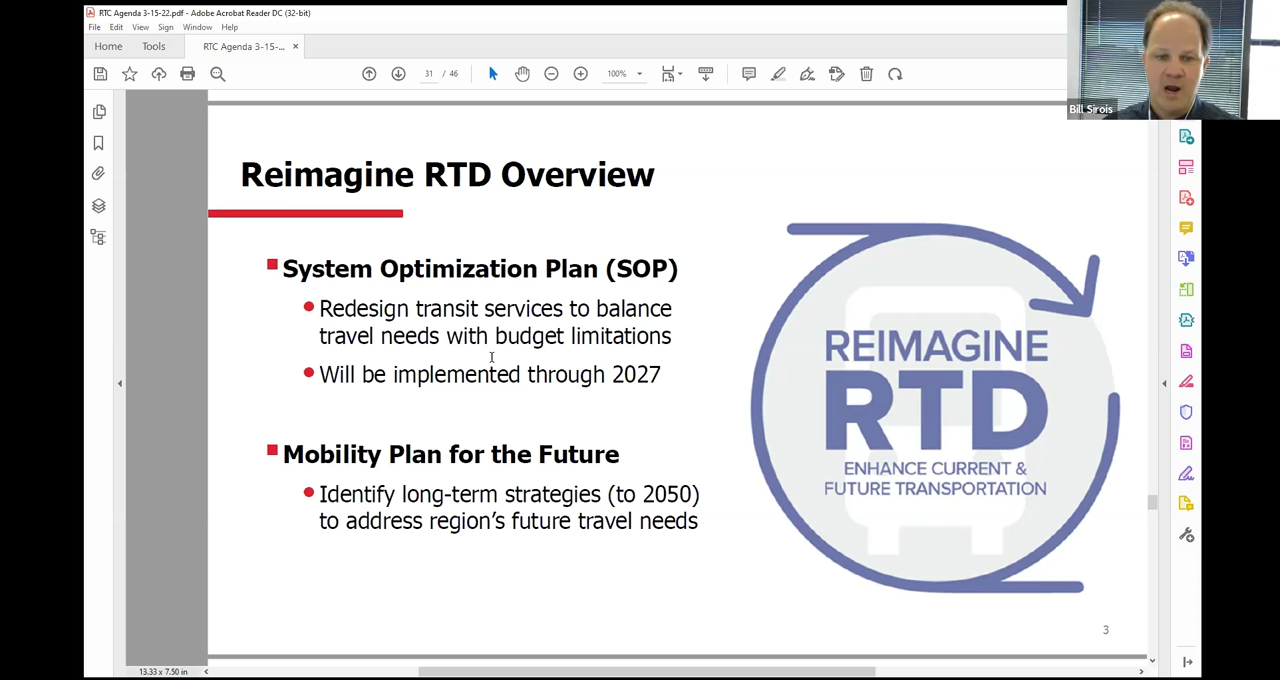 RTC Agenda 3-15-22.pdf - Adobe Acrobat Reader DC (32-bit)
File Edit View Sign Window Help
Home Tools RTC Agenda 3-15-... ×
31 / 46 100%
Bill Sirois
Reimagine RTD Overview
System Optimization Plan (SOP)
Redesign transit services to balance
travel needs with budget limitations
Will be implemented through 2027
Mobility Plan for the Future
Identify long-term strategies (to 2050)
to address region's future travel needs
REIMAGINE
RTD
ENHANCE CURRENT &
FUTURE TRANSPORTATION
3
13.33 x 7.50 in